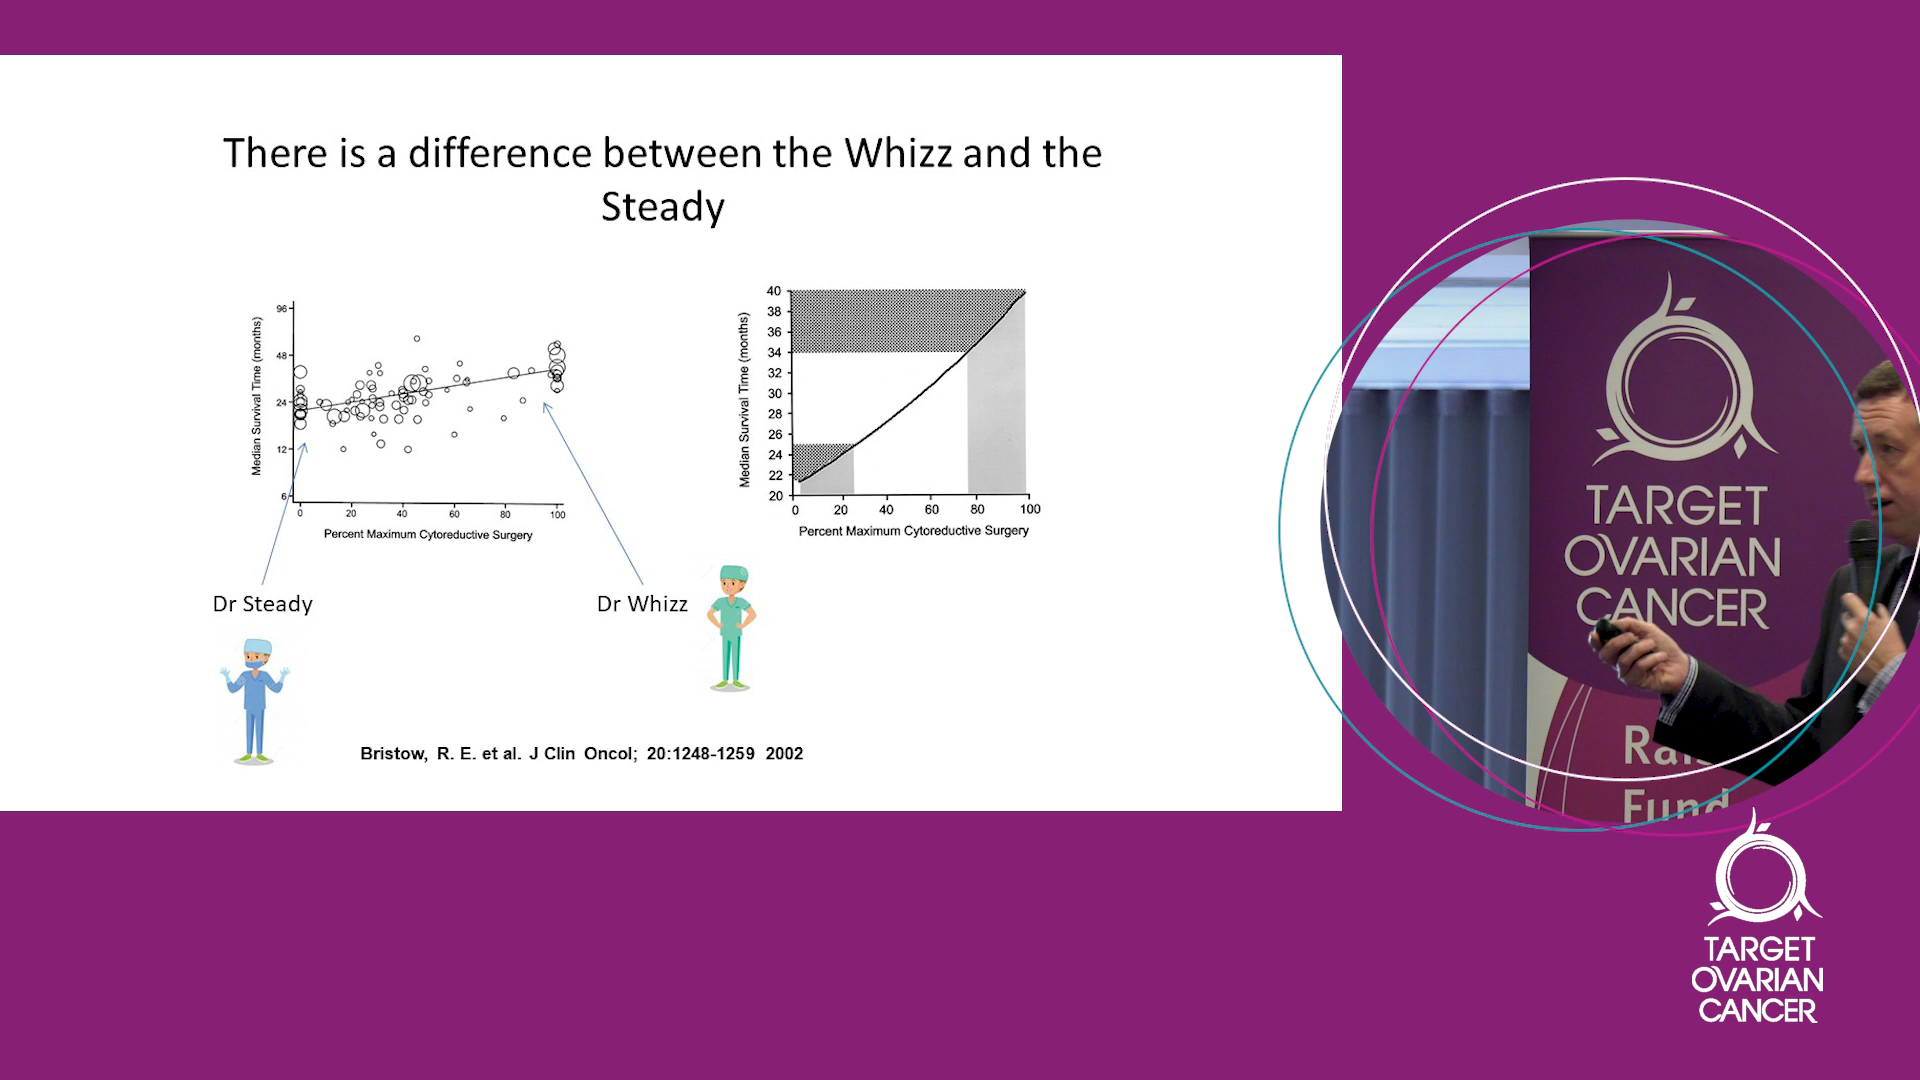 There is a difference between the Whizz and the
Steady
Median Survival Time (months)
96
48
24
12
6
0 20 40 60 80 100
Percent Maximum Cytoreductive Surgery
Median Survival Time (months)
40
38
36
34
32
30
28
26
24
22
20
0 20 40 60 80 100
Percent Maximum Cytoreductive Surgery
Dr Steady
Dr Whizz
Bristow, R. E. et al. J Clin Oncol; 20:1248-1259 2002
TARGET
OVARIAN
CANCER
Fund
TARGET
OVARIAN
CANCER